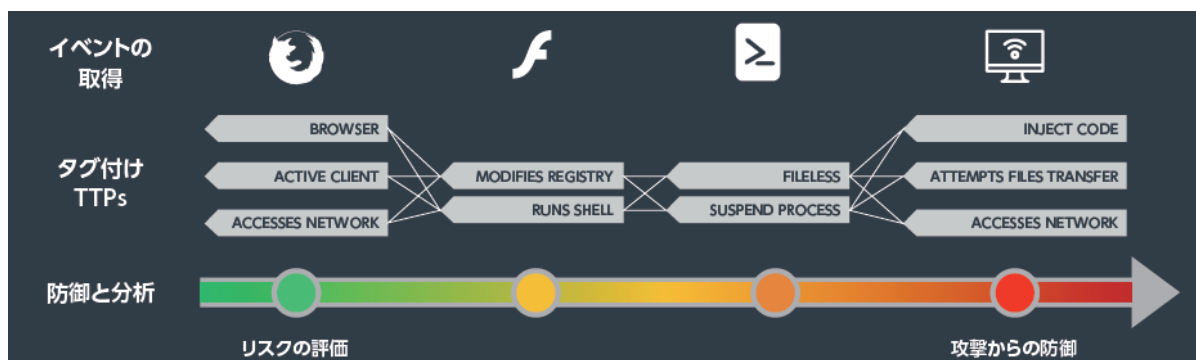 イベントの
取得
BROWSER
ACTIVE CLIENT
ACCESSES NETWORK
MODIFIES REGISTRY
RUNS SHELL
FILELESS
SUSPEND PROCESS
INJECT CODE
ATTEMPTS FILES TRANSFER
ACCESSES NETWORK
タグ付け
TTPs
防御と分析
リスクの評価
攻撃からの防御